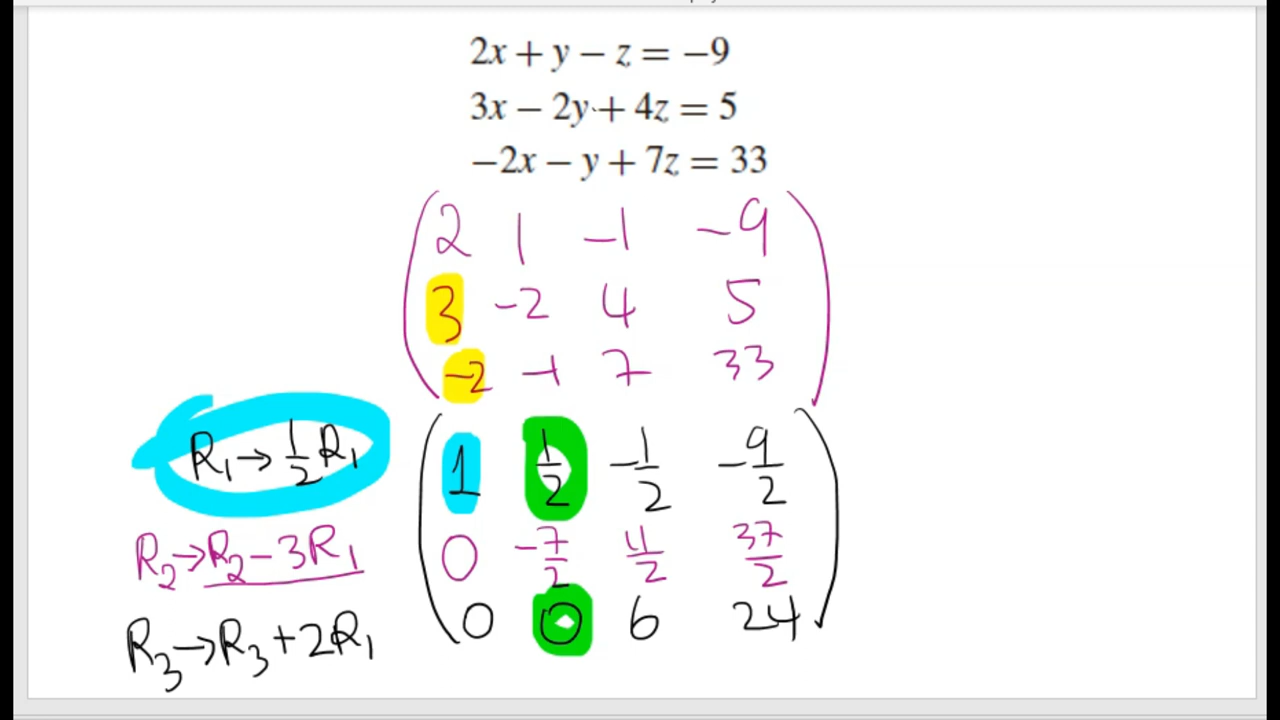 2x + y − z = −9
3x − 2y + 4z = 5
−2x − y + 7z = 33
2 1 −1 −9
3 −2 4 5
−2 −1 7 33
R₁→½R₁ 1 1/2 −1/2 −9/2
R₂→R₂−3R₁ 0 −7/2 11/2 37/2
R₃→R₃+2R₁ 0 0 6 24